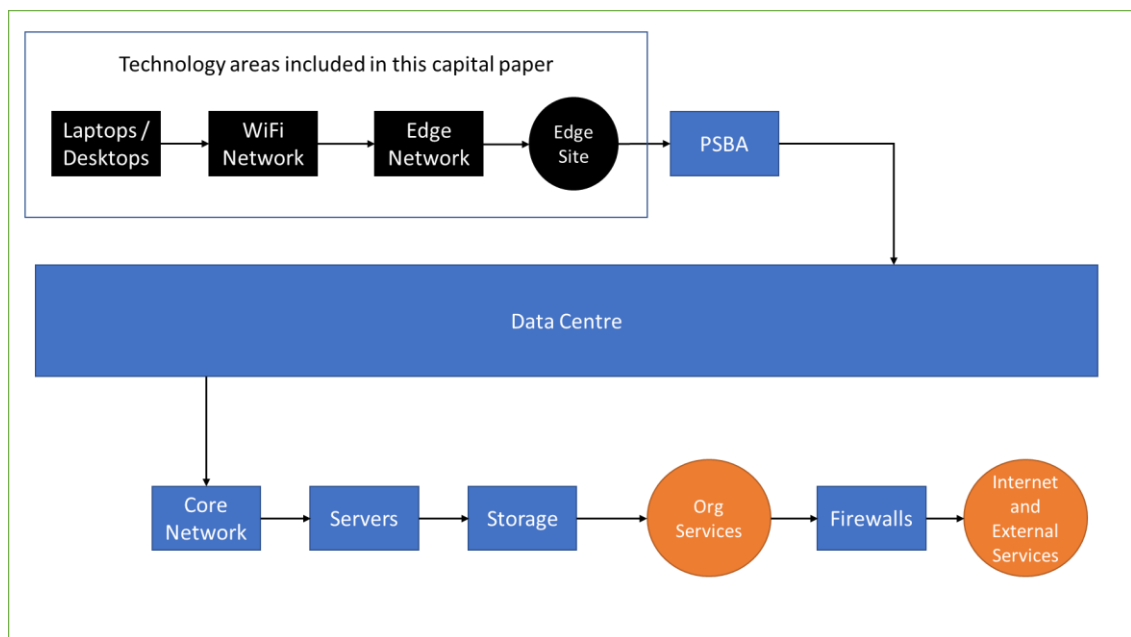 Technology areas included in this capital paper
Laptops /
Desktops
WiFi
Network
Edge
Network
Edge
Site
PSBA
Data Centre
Core
Network
Servers
Storage
Org
Services
Firewalls
Internet
and
External
Services